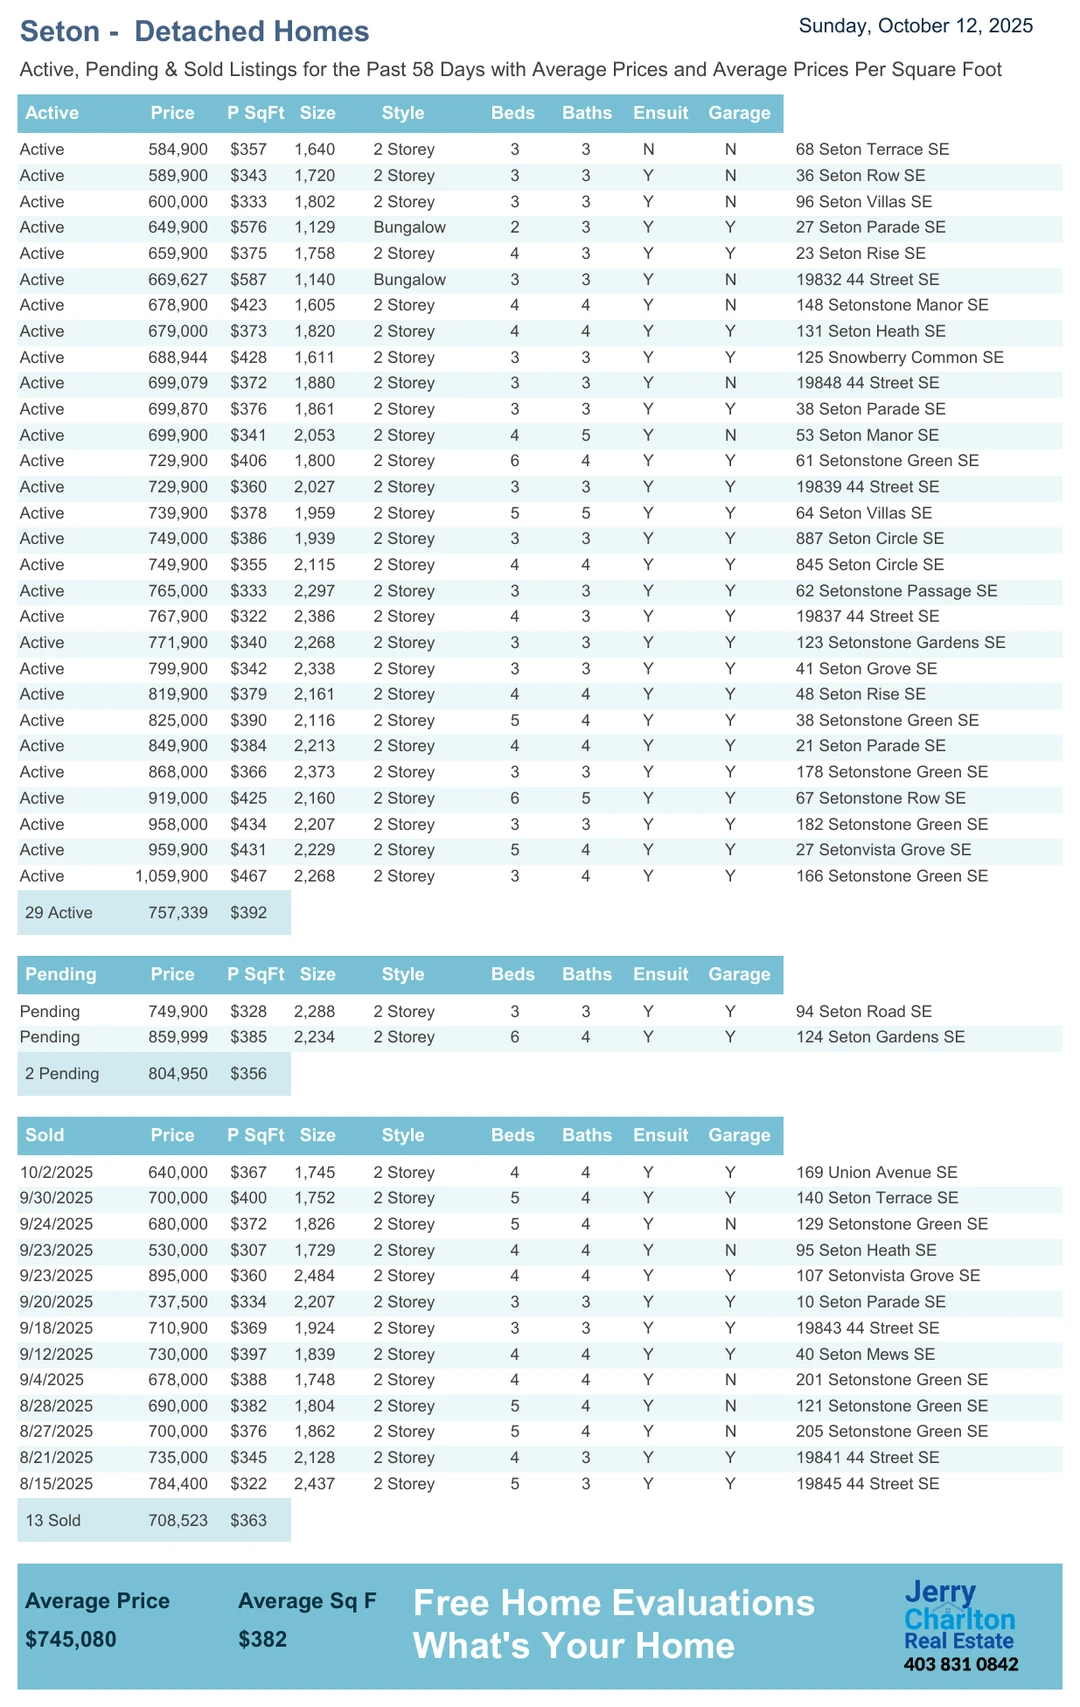 Seton -  Detached Homes
Sunday, October 12, 2025
Active, Pending & Sold Listings for the Past 58 Days with Average Prices and Average Prices Per Square Foot
Active Price P SqFt Size Style Beds Baths Ensuit Garage
Active 584,900 $357 1,640 2 Storey 3 3 N N 68 Seton Terrace SE
Active 589,900 $343 1,720 2 Storey 3 3 Y N 36 Seton Row SE
Active 600,000 $333 1,802 2 Storey 3 3 Y N 96 Seton Villas SE
Active 649,900 $576 1,129 Bungalow 2 3 Y Y 27 Seton Parade SE
Active 659,900 $375 1,758 2 Storey 4 3 Y Y 23 Seton Rise SE
Active 669,627 $587 1,140 Bungalow 3 3 Y N 19832 44 Street SE
Active 678,900 $423 1,605 2 Storey 4 4 Y N 148 Setonstone Manor SE
Active 679,000 $373 1,820 2 Storey 4 4 Y Y 131 Seton Heath SE
Active 688,944 $428 1,611 2 Storey 3 3 Y Y 125 Snowberry Common SE
Active 699,079 $372 1,880 2 Storey 3 3 Y N 19848 44 Street SE
Active 699,870 $376 1,861 2 Storey 3 3 Y Y 38 Seton Parade SE
Active 699,900 $341 2,053 2 Storey 4 5 Y N 53 Seton Manor SE
Active 729,900 $406 1,800 2 Storey 6 4 Y Y 61 Setonstone Green SE
Active 729,900 $360 2,027 2 Storey 3 3 Y Y 19839 44 Street SE
Active 739,900 $378 1,959 2 Storey 5 5 Y Y 64 Seton Villas SE
Active 749,000 $386 1,939 2 Storey 3 3 Y Y 887 Seton Circle SE
Active 749,900 $355 2,115 2 Storey 4 4 Y Y 845 Seton Circle SE
Active 765,000 $333 2,297 2 Storey 3 3 Y Y 62 Setonstone Passage SE
Active 767,900 $322 2,386 2 Storey 4 3 Y Y 19837 44 Street SE
Active 771,900 $340 2,268 2 Storey 3 3 Y Y 123 Setonstone Gardens SE
Active 799,900 $342 2,338 2 Storey 3 3 Y Y 41 Seton Grove SE
Active 819,900 $379 2,161 2 Storey 4 4 Y Y 48 Seton Rise SE
Active 825,000 $390 2,116 2 Storey 5 4 Y Y 38 Setonstone Green SE
Active 849,900 $384 2,213 2 Storey 4 4 Y Y 21 Seton Parade SE
Active 868,000 $366 2,373 2 Storey 3 3 Y Y 178 Setonstone Green SE
Active 919,000 $425 2,160 2 Storey 6 5 Y Y 67 Setonstone Row SE
Active 958,000 $434 2,207 2 Storey 3 3 Y Y 182 Setonstone Green SE
Active 959,900 $431 2,229 2 Storey 5 4 Y Y 27 Setonvista Grove SE
Active 1,059,900 $467 2,268 2 Storey 3 4 Y Y 166 Setonstone Green SE
29 Active 757,339 $392
Pending Price P SqFt Size Style Beds Baths Ensuit Garage
Pending 749,900 $328 2,288 2 Storey 3 3 Y Y 94 Seton Road SE
Pending 859,999 $385 2,234 2 Storey 6 4 Y Y 124 Seton Gardens SE
2 Pending 804,950 $356
Sold Price P SqFt Size Style Beds Baths Ensuit Garage
10/2/2025 640,000 $367 1,745 2 Storey 4 4 Y Y 169 Union Avenue SE
9/30/2025 700,000 $400 1,752 2 Storey 5 4 Y Y 140 Seton Terrace SE
9/24/2025 680,000 $372 1,826 2 Storey 5 4 Y N 129 Setonstone Green SE
9/23/2025 530,000 $307 1,729 2 Storey 4 4 Y N 95 Seton Heath SE
9/23/2025 895,000 $360 2,484 2 Storey 4 4 Y Y 107 Setonvista Grove SE
9/20/2025 737,500 $334 2,207 2 Storey 3 3 Y Y 10 Seton Parade SE
9/18/2025 710,900 $369 1,924 2 Storey 3 3 Y Y 19843 44 Street SE
9/12/2025 730,000 $397 1,839 2 Storey 4 4 Y Y 40 Seton Mews SE
9/4/2025 678,000 $388 1,748 2 Storey 4 4 Y N 201 Setonstone Green SE
8/28/2025 690,000 $382 1,804 2 Storey 5 4 Y N 121 Setonstone Green SE
8/27/2025 700,000 $376 1,862 2 Storey 5 4 Y N 205 Setonstone Green SE
8/21/2025 735,000 $345 2,128 2 Storey 4 3 Y Y 19841 44 Street SE
8/15/2025 784,400 $322 2,437 2 Storey 5 3 Y Y 19845 44 Street SE
13 Sold 708,523 $363
Average Price Average Sq F
$745,080 $382
Free Home Evaluations
What's Your Home
Jerry
Charlton
Real Estate
403 831 0842